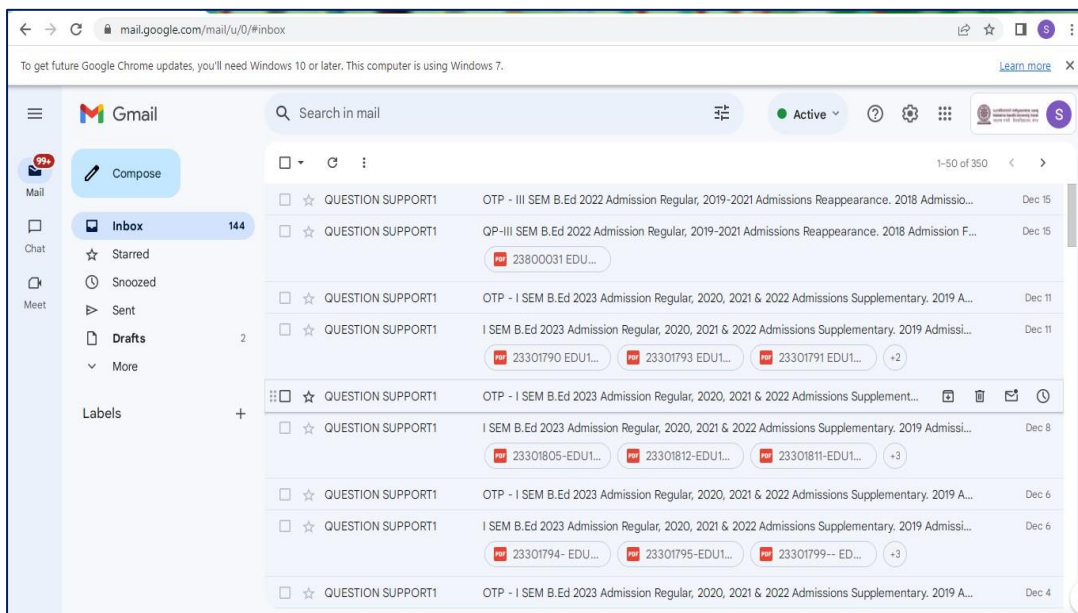 mail.google.com/mail/u/0/#inbox
S
To get future Google Chrome updates, you'll need Windows 10 or later. This computer is using Windows 7.
Learn more X
Gmail
Search in mail
Active
S
99+
Mail
Chat
Meet
Compose
Inbox 144
Starred
Snoozed
Sent
Drafts 2
More
Labels +
1-50 of 350
QUESTION SUPPORT1 OTP - III SEM B.Ed 2022 Admission Regular, 2019-2021 Admissions Reappearance. 2018 Admissio... Dec 15
QUESTION SUPPORT1 QP-III SEM B.Ed 2022 Admission Regular, 2019-2021 Admissions Reappearance. 2018 Admission F... Dec 15
PDF 23800031 EDU...
QUESTION SUPPORT1 OTP - I SEM B.Ed 2023 Admission Regular, 2020, 2021 & 2022 Admissions Supplementary. 2019 A... Dec 11
QUESTION SUPPORT1 I SEM B.Ed 2023 Admission Regular, 2020, 2021 & 2022 Admissions Supplementary. 2019 Admissi... Dec 11
PDF 23301790 EDU1... PDF 23301793 EDU1... PDF 23301791 EDU1... +2
QUESTION SUPPORT1 OTP - I SEM B.Ed 2023 Admission Regular, 2020, 2021 & 2022 Admissions Supplement...
QUESTION SUPPORT1 I SEM B.Ed 2023 Admission Regular, 2020, 2021 & 2022 Admissions Supplementary. 2019 Admissi... Dec 8
PDF 23301805-EDU1... PDF 23301812-EDU1... PDF 23301811-EDU1... +3
QUESTION SUPPORT1 OTP - I SEM B.Ed 2023 Admission Regular, 2020, 2021 & 2022 Admissions Supplementary. 2019 A... Dec 6
QUESTION SUPPORT1 I SEM B.Ed 2023 Admission Regular, 2020, 2021 & 2022 Admissions Supplementary. 2019 Admissi... Dec 6
PDF 23301794- EDU... PDF 23301795-EDU1... PDF 23301799-- ED... +3
QUESTION SUPPORT1 OTP - I SEM B.Ed 2023 Admission Regular, 2020, 2021 & 2022 Admissions Supplementary. 2019 A... Dec 4